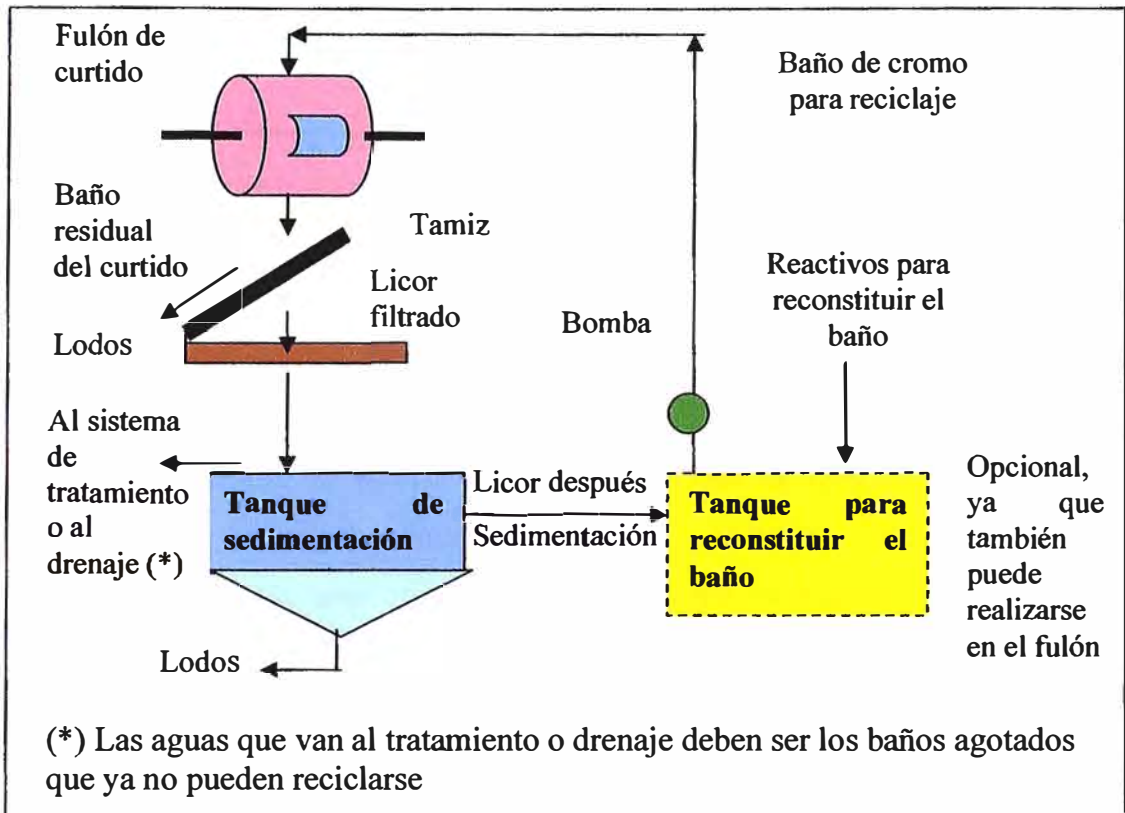 Fulón de
curtido
Baño de cromo
para reciclaje
Baño
residual
del curtido
Tamiz
Licor
filtrado
Lodos
Bomba
Reactivos para
reconstituir el
baño
Al sistema
de
tratamiento
o al
drenaje (*)
Tanque de
sedimentación
Licor después
Sedimentación
Tanque para
reconstituir el
baño
Opcional,
ya que
también
puede
realizarse
en el fulón
Lodos
(*) Las aguas que van al tratamiento o drenaje deben ser los baños agotados
que ya no pueden reciclarse